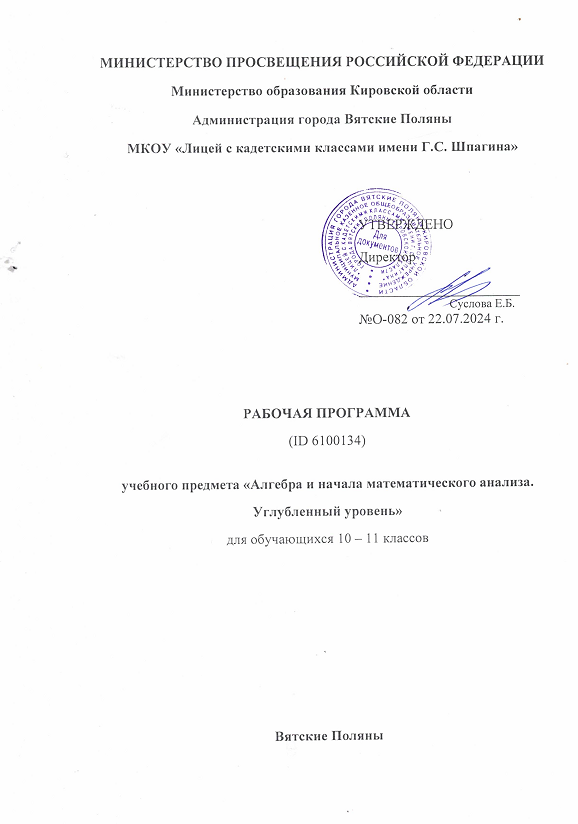 МИНИСТЕРСТВО ПРОСВЕЩЕНИЯ РОССИЙСКОЙ ФЕДЕРАЦИИ
Министерство образования Кировской области
Администрация города Вятские Поляны
МКОУ «Лицей с кадетскими классами имени Г.С. Шпагина»
УТВЕРЖДЕНО
Для
документов
Директор
Суслова Е.Б.
№О-082 от 22.07.2024 г.
РАБОЧАЯ ПРОГРАММА
(ID 6100134)
учебного предмета «Алгебра и начала математического анализа.
Углубленный уровень»
для обучающихся 10 – 11 классов
Вятские Поляны